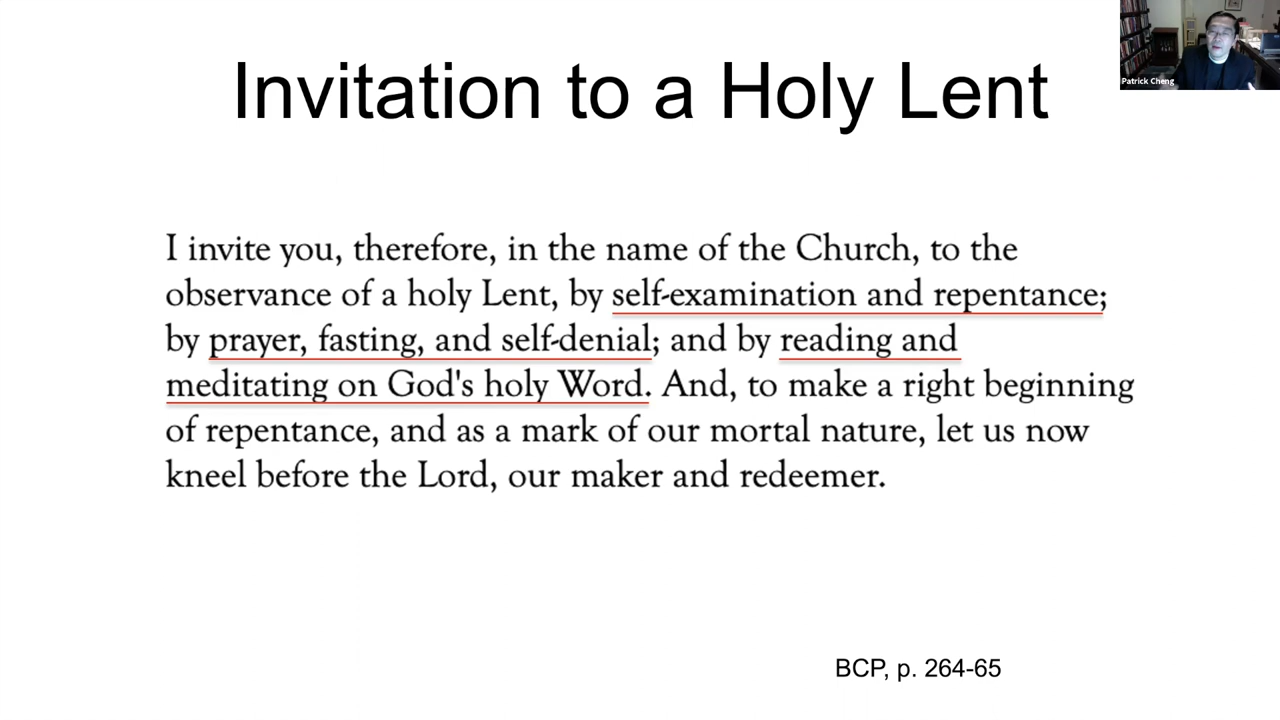 Invitation to a Holy Lent
Patrick Cheng
I invite you, therefore, in the name of the Church, to the
observance of a holy Lent, by self-examination and repentance;
by prayer, fasting, and self-denial; and by reading and
meditating on God's holy Word. And, to make a right beginning
of repentance, and as a mark of our mortal nature, let us now
kneel before the Lord, our maker and redeemer.
BCP, p. 264-65